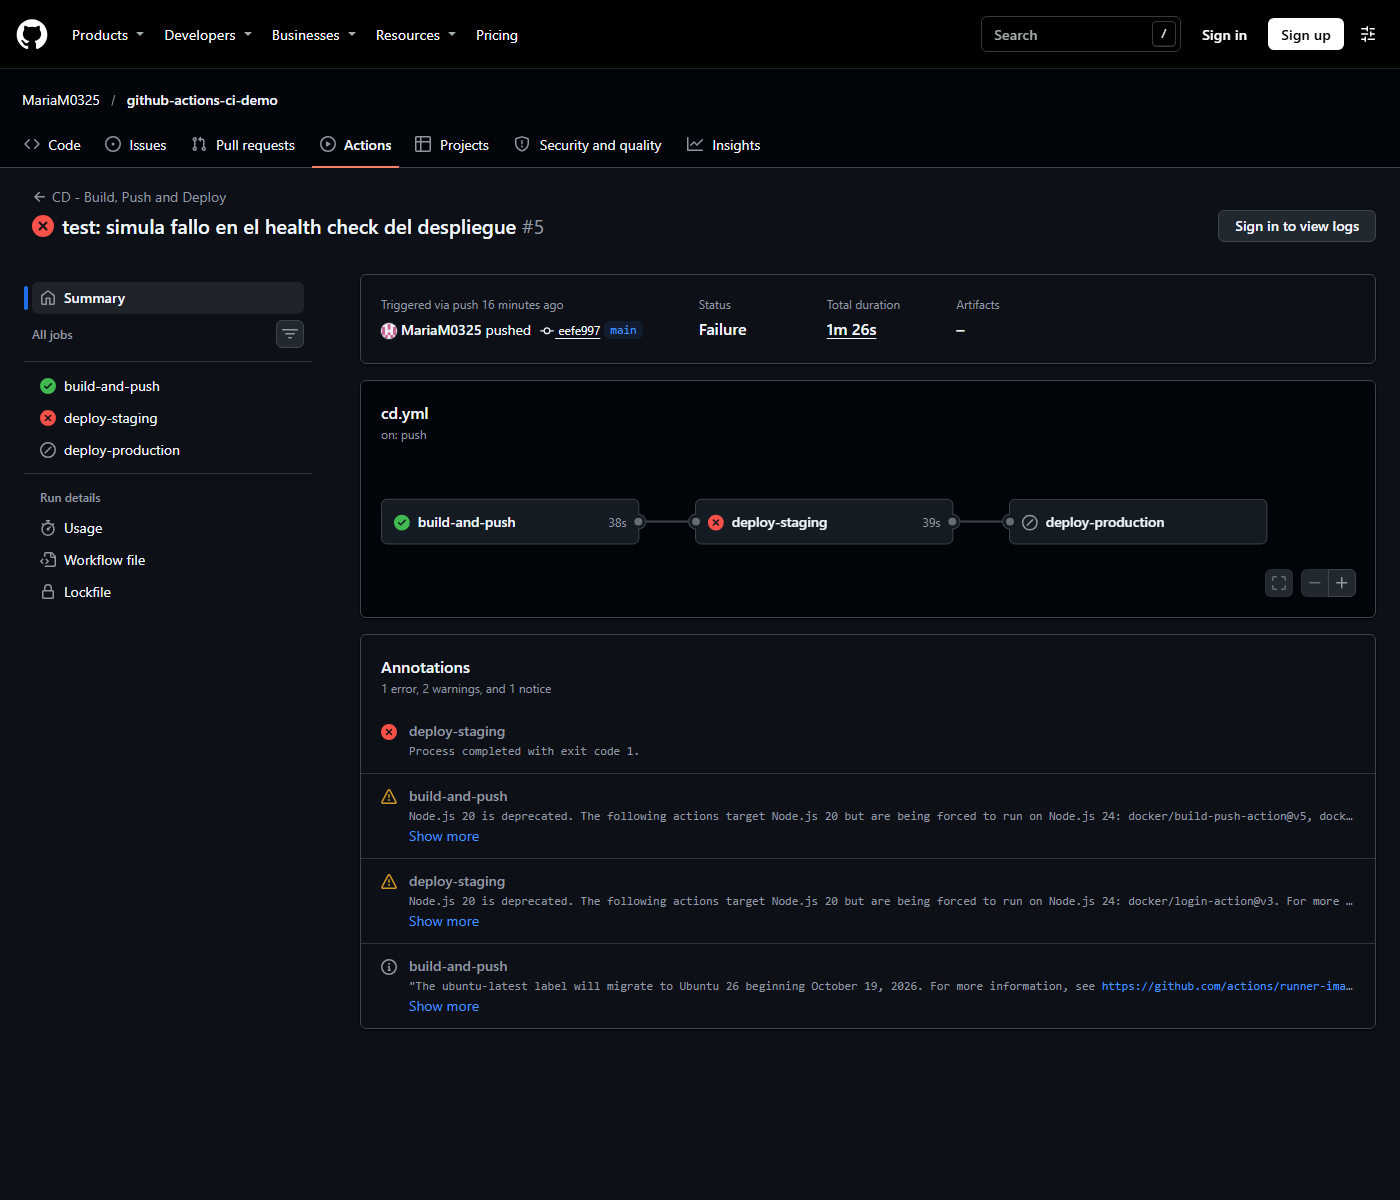 Products Developers Businesses Resources Pricing Search / Sign in Sign up
MariaM0325 / github-actions-ci-demo
Code Issues Pull requests Actions Projects Security and quality Insights
CD - Build, Push and Deploy
test: simula fallo en el health check del despliegue #5
Sign in to view logs
Summary
All jobs
build-and-push
deploy-staging
deploy-production
Run details
Usage
Workflow file
Lockfile
Triggered via push 16 minutes ago
MariaM0325 pushed eefe997 main
Status
Failure
Total duration
1m 26s
Artifacts
–
cd.yml
on: push
build-and-push 38s
deploy-staging 39s
deploy-production
Annotations
1 error, 2 warnings, and 1 notice
deploy-staging
Process completed with exit code 1.
build-and-push
Node.js 20 is deprecated. The following actions target Node.js 20 but are being forced to run on Node.js 24: docker/build-push-action@v5, dock…
Show more
deploy-staging
Node.js 20 is deprecated. The following actions target Node.js 20 but are being forced to run on Node.js 24: docker/login-action@v3. For more …
Show more
build-and-push
"The ubuntu-latest label will migrate to Ubuntu 26 beginning October 19, 2026. For more information, see https://github.com/actions/runner-ima…
Show more